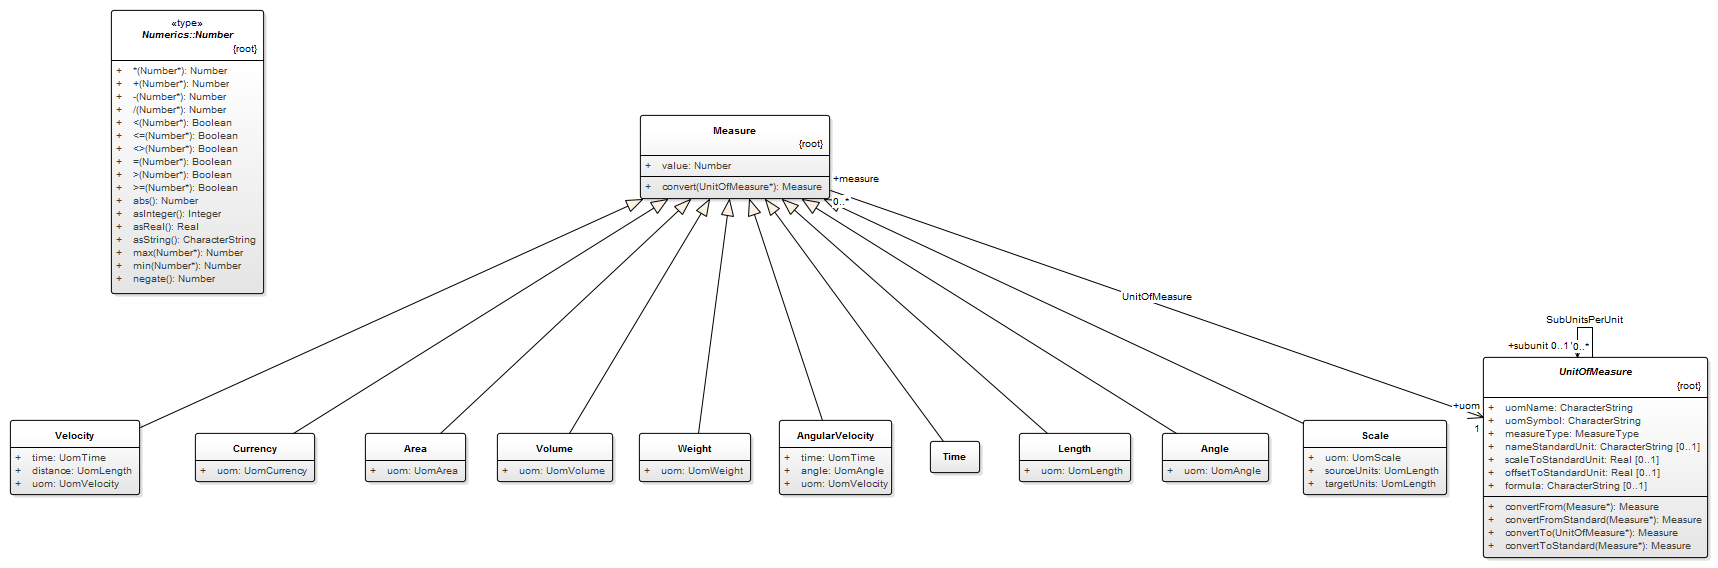 «type»
Numerics::Number
{root}
+ *(Number*): Number
+ +(Number*): Number
+ -(Number*): Number
+ /(Number*): Number
+ <(Number*): Boolean
+ <=(Number*): Boolean
+ <>(Number*): Boolean
+ =(Number*): Boolean
+ >(Number*): Boolean
+ >=(Number*): Boolean
+ abs(): Number
+ asInteger(): Integer
+ asReal(): Real
+ asString(): CharacterString
+ max(Number*): Number
+ min(Number*): Number
+ negate(): Number
Measure
{root}
+ value: Number
+ convert(UnitOfMeasure*): Measure
+measure
0..*
UnitOfMeasure
SubUnitsPerUnit
+subunit 0..1
0..*
+uom
1
UnitOfMeasure
{root}
+ uomName: CharacterString
+ uomSymbol: CharacterString
+ measureType: MeasureType
+ nameStandardUnit: CharacterString [0..1]
+ scaleToStandardUnit: Real [0..1]
+ offsetToStandardUnit: Real [0..1]
+ formula: CharacterString [0..1]
+ convertFrom(Measure*): Measure
+ convertFromStandard(Measure*): Measure
+ convertTo(UnitOfMeasure*): Measure
+ convertToStandard(Measure*): Measure
Velocity
+ time: UomTime
+ distance: UomLength
+ uom: UomVelocity
Currency
+ uom: UomCurrency
Area
+ uom: UomArea
Volume
+ uom: UomVolume
Weight
+ uom: UomWeight
AngularVelocity
+ time: UomTime
+ angle: UomAngle
+ uom: UomVelocity
Time
Length
+ uom: UomLength
Angle
+ uom: UomAngle
Scale
+ uom: UomScale
+ sourceUnits: UomLength
+ targetUnits: UomLength